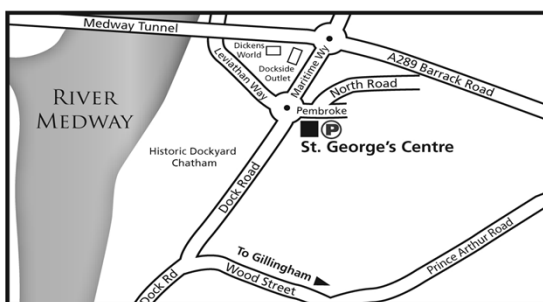 Medway Tunnel
Dickens
World
Dockside
Outlet
Maritime Wy
Leviathan Way
A289 Barrack Road
North Road
Pembroke
P
St. George's Centre
RIVER
MEDWAY
Historic Dockyard
Chatham
Dock Road
To Gillingham
Wood Street
Dock Rd
Prince Arthur Road